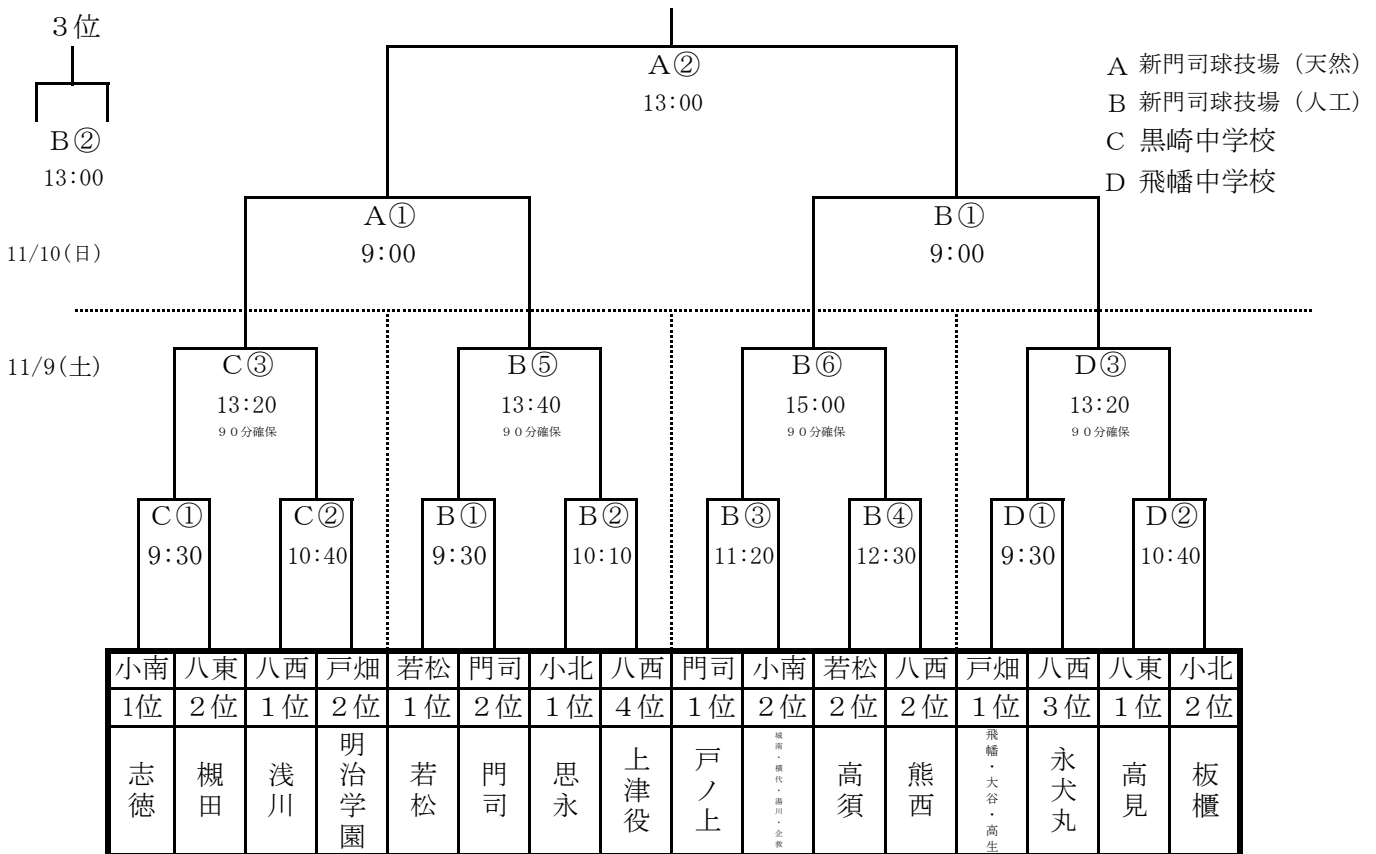 ３位
A②
13:00
A 新門司球技場（天然）
B 新門司球技場（人工）
C 黒崎中学校
D 飛幡中学校
B②
13:00
A①
9:00
B①
9:00
11/10(日)
11/9(土)
C③
13:20
９０分確保
B⑤
13:40
９０分確保
B⑥
15:00
９０分確保
D③
13:20
９０分確保
C①
9:30
C②
10:40
B①
9:30
B②
10:10
B③
11:20
B④
12:30
D①
9:30
D②
10:40
小南 八東 八西 戸畑 若松 門司 小北 八西 門司 小南 若松 八西 戸畑 八西 八東 小北
1位 ２位 １位 ２位 １位 ２位 １位 ４位 １位 ２位 ２位 ２位 １位 ３位 １位 ２位
志徳
槻田
浅川
明治学園
若松
門司
思永
上津役
戸ノ上
城南・横代・湯川・企救
高須
熊西
飛幡・大谷・高生
永犬丸
高見
板櫃